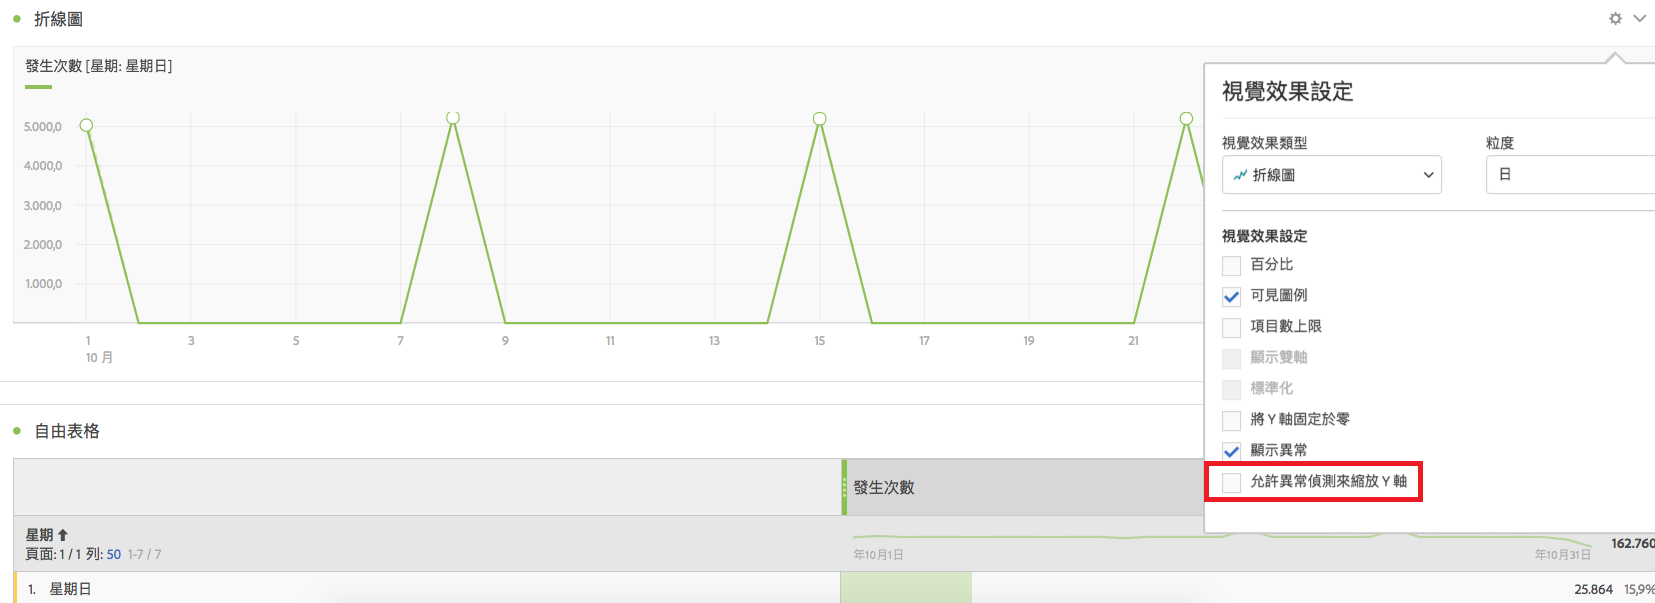 折線圖
發生次數 [星期: 星期日]
5.000,0
4.000,0
3.000,0
2.000,0
1.000,0
1 3 5 7 9 11 13 15 17 19 21
10 月
視覺效果設定
視覺效果類型 粒度
折線圖 日
視覺效果設定
百分比
可見圖例
項目數上限
顯示雙軸
標準化
將 Y 軸固定於零
顯示異常
允許異常偵測來縮放 Y 軸
自由表格
發生次數
星期
頁面: 1 / 1 列: 50 1-7 / 7
年10月1日 年10月31日 162.760
1. 星期日 25.864 15,9%